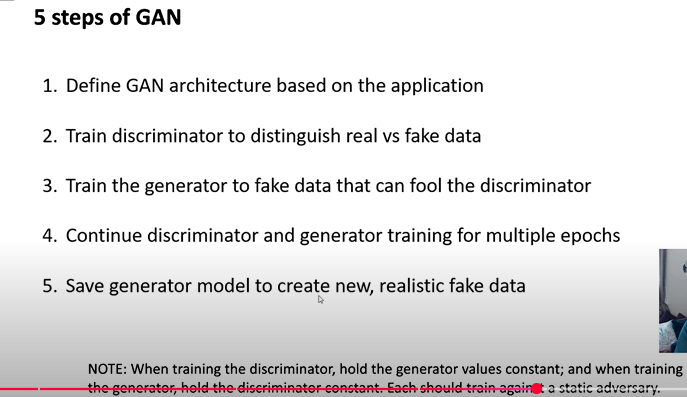 5 steps of GAN
1. Define GAN architecture based on the application
2. Train discriminator to distinguish real vs fake data
3. Train the generator to fake data that can fool the discriminator
4. Continue discriminator and generator training for multiple epochs
5. Save generator model to create new, realistic fake data
NOTE: When training the discriminator, hold the generator values constant; and when training
the generator, hold the discriminator constant. Each should train against a static adversary.